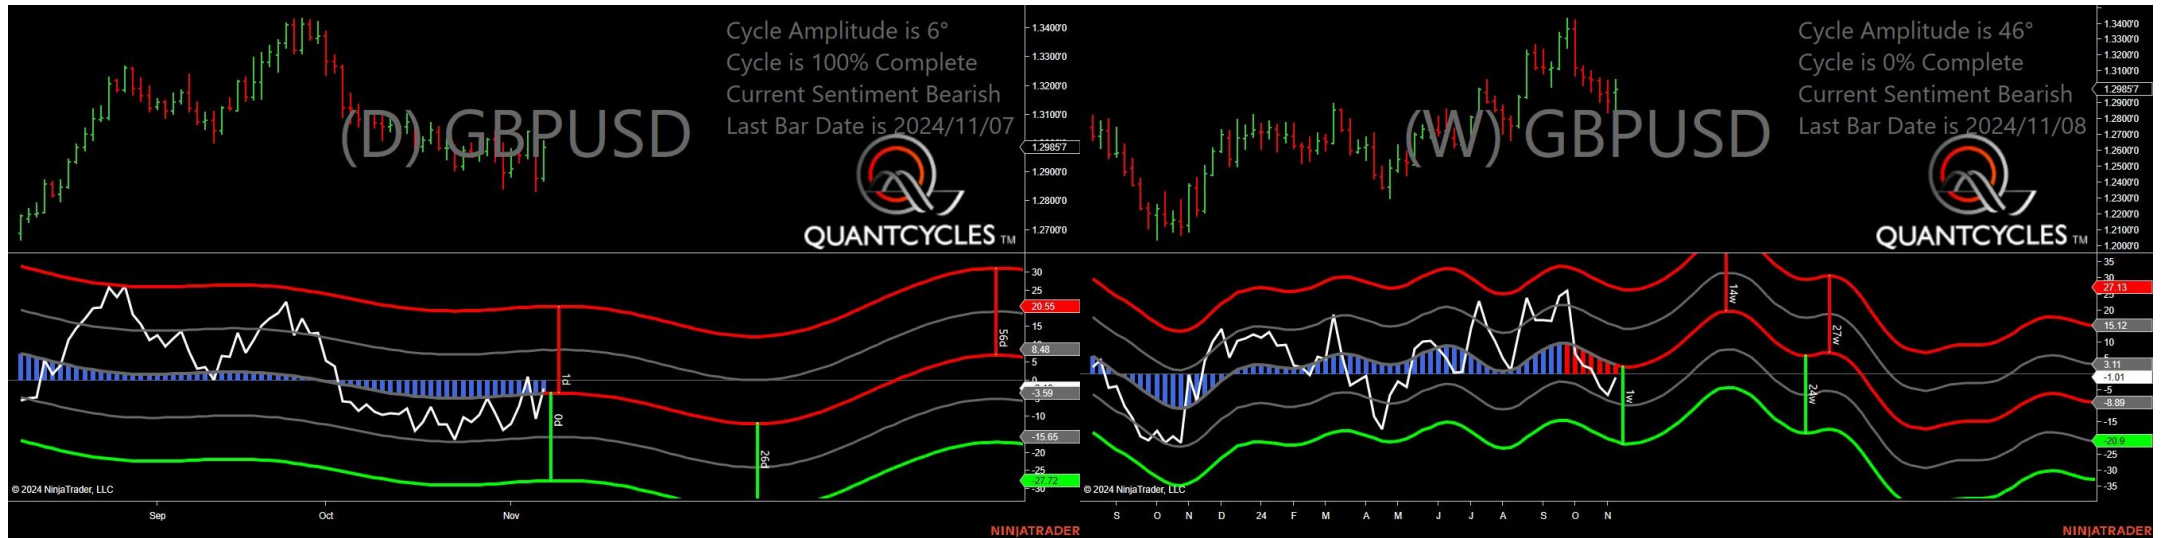 Cycle Amplitude is 6°
Cycle is 100% Complete
Current Sentiment Bearish
Last Bar Date is 2024/11/07
(D) GBPUSD
QUANTCYCLES TM
1.3400'0
1.3300'0
1.3200'0
1.3100'0
1.29857
1.2900'0
1.2800'0
1.2700'0
30
25
20.55
15
8.48
5
0
-3.59
-10
-15.65
-20
-25
-27.72
-30
1d
0d
26d
56d
© 2024 NinjaTrader, LLC
Sep
Oct
Nov
NINJATRADER
Cycle Amplitude is 46°
Cycle is 0% Complete
Current Sentiment Bearish
Last Bar Date is 2024/11/08
(W) GBPUSD
QUANTCYCLES TM
1.3400'0
1.3300'0
1.3200'0
1.3100'0
1.29857
1.2900'0
1.2800'0
1.2700'0
1.2600'0
1.2500'0
1.2400'0
1.2300'0
1.2200'0
1.2100'0
1.2000'0
35
30
27.13
25
20
15.12
10
3.11
-1.01
-5
-8.89
-15
-20.9
-25
-30
-35
1w
14w
24w
27w
© 2024 NinjaTrader, LLC
S O N D 24 F M A M J J A S O N
NINJATRADER